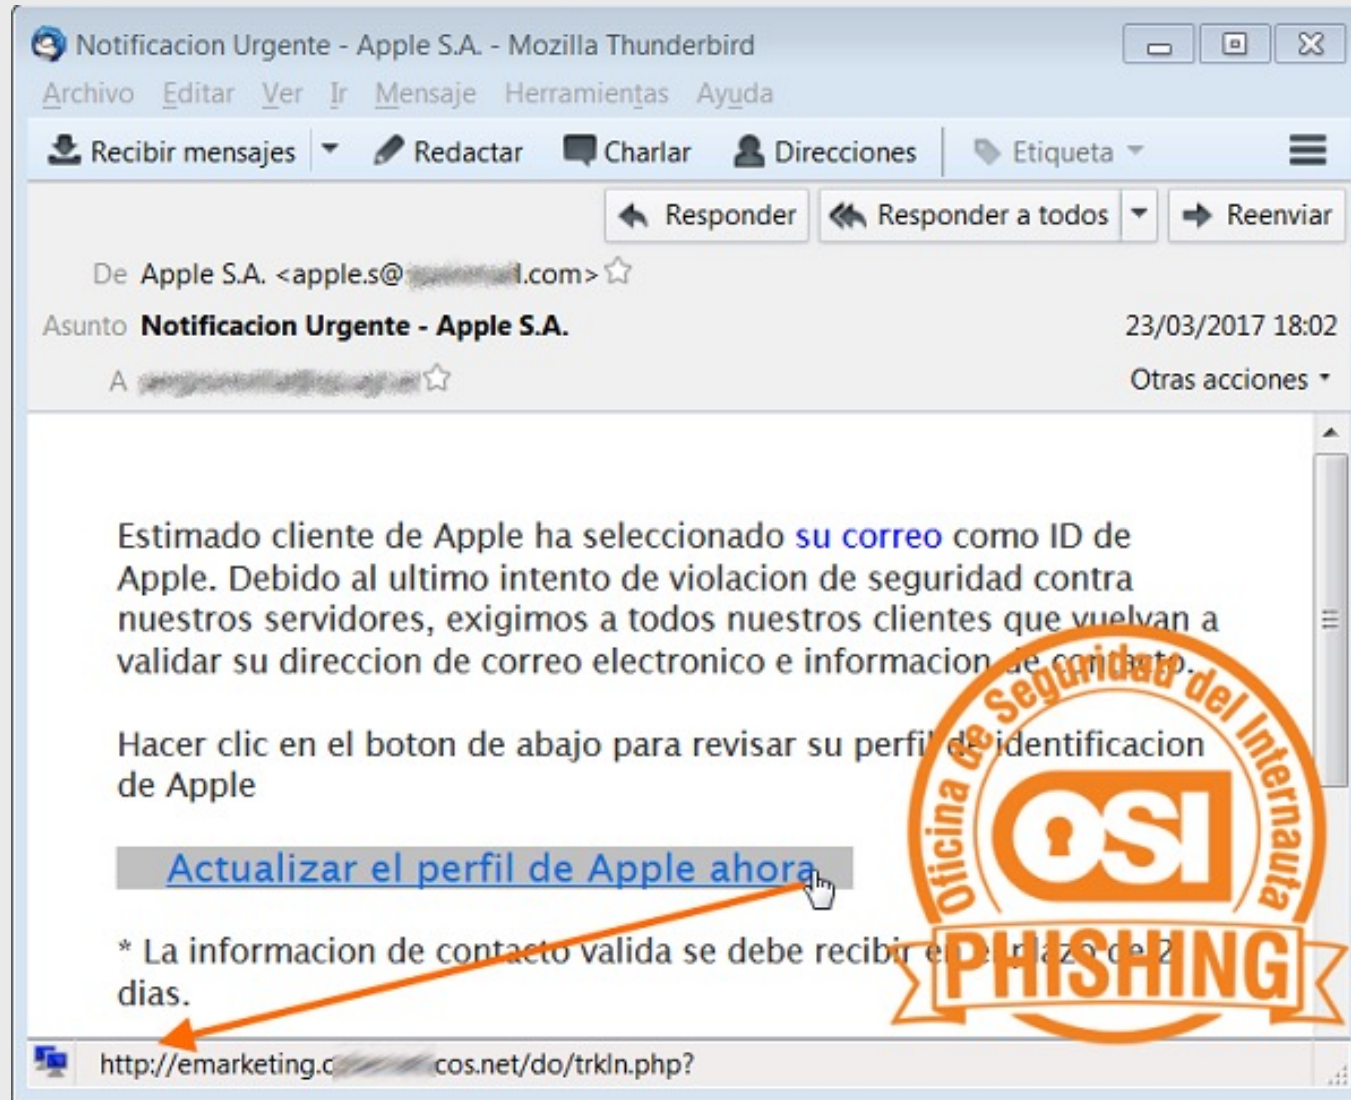 Notificacion Urgente - Apple S.A. - Mozilla Thunderbird
Archivo Editar Ver Ir Mensaje Herramientas Ayuda
Recibir mensajes Redactar Charlar Direcciones Etiqueta
Responder Responder a todos Reenviar
De Apple S.A. <apple.s@ l.com>
Asunto Notificacion Urgente - Apple S.A. 23/03/2017 18:02
A Otras acciones
Estimado cliente de Apple ha seleccionado su correo como ID de
Apple. Debido al ultimo intento de violacion de seguridad contra
nuestros servidores, exigimos a todos nuestros clientes que vuelvan a
validar su direccion de correo electronico e informacion de contacto.
Hacer clic en el boton de abajo para revisar su perfil de identificacion
de Apple
Actualizar el perfil de Apple ahora
* La informacion de contacto valida se debe recibir en el plazo de 2
dias.
Oficina de Seguridad del Internauta
OSI
PHISHING
http://emarketing.c cos.net/do/trkln.php?